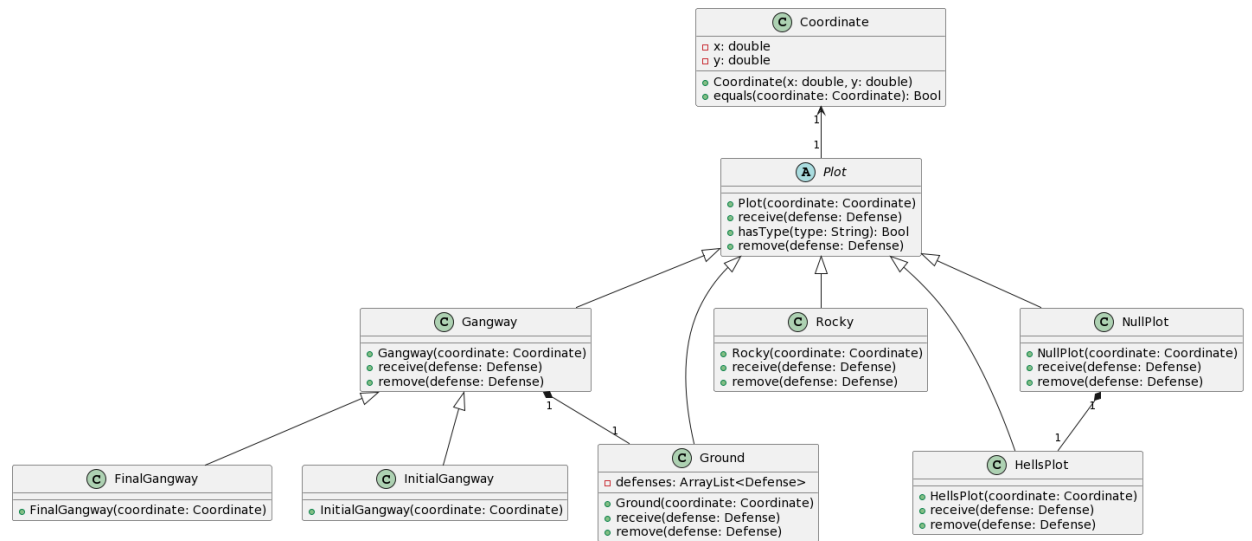 C Coordinate
x: double
y: double
Coordinate(x: double, y: double)
equals(coordinate: Coordinate): Bool
1
1
A Plot
Plot(coordinate: Coordinate)
receive(defense: Defense)
hasType(type: String): Bool
remove(defense: Defense)
C Gangway
Gangway(coordinate: Coordinate)
receive(defense: Defense)
remove(defense: Defense)
C Rocky
Rocky(coordinate: Coordinate)
receive(defense: Defense)
remove(defense: Defense)
C NullPlot
NullPlot(coordinate: Coordinate)
receive(defense: Defense)
remove(defense: Defense)
1
1
1
1
C FinalGangway
FinalGangway(coordinate: Coordinate)
C InitialGangway
InitialGangway(coordinate: Coordinate)
C Ground
defenses: ArrayList<Defense>
Ground(coordinate: Coordinate)
receive(defense: Defense)
remove(defense: Defense)
C HellsPlot
HellsPlot(coordinate: Coordinate)
receive(defense: Defense)
remove(defense: Defense)